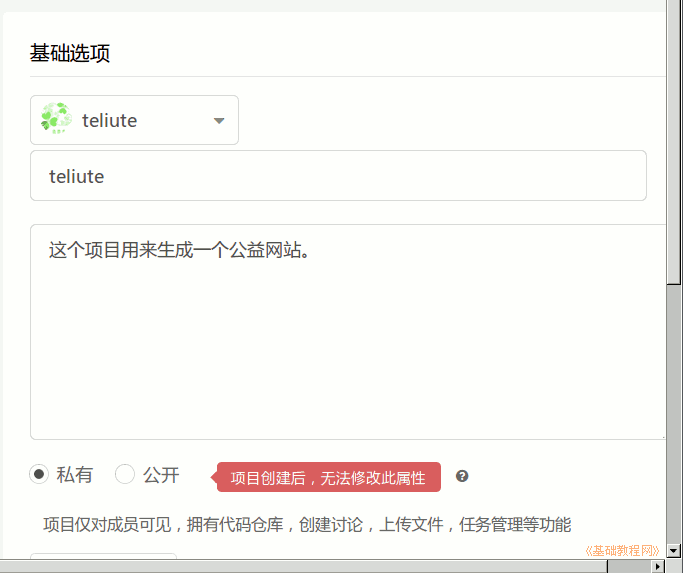 基础选项
teliute
teliute
这个项目用来生成一个公益网站。
私有 公开 项目创建后，无法修改此属性
项目仅对成员可见，拥有代码仓库，创建讨论，上传文件，任务管理等功能
《基础教程网》